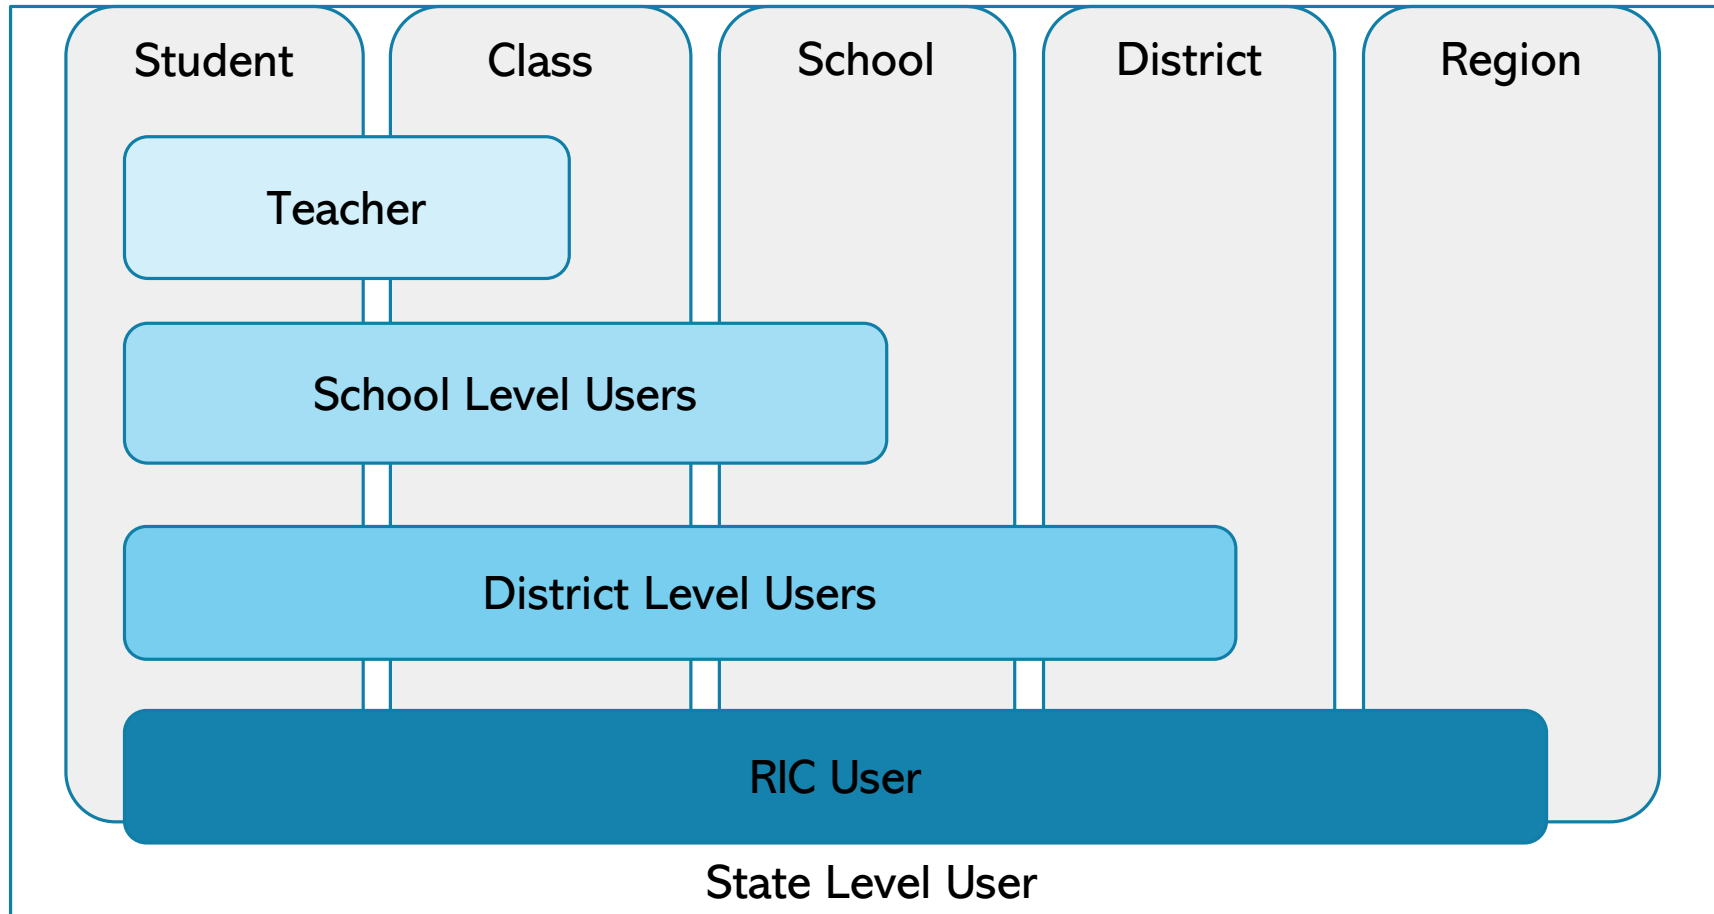 Student
Class
School
District
Region
Teacher
School Level Users
District Level Users
RIC User
State Level User